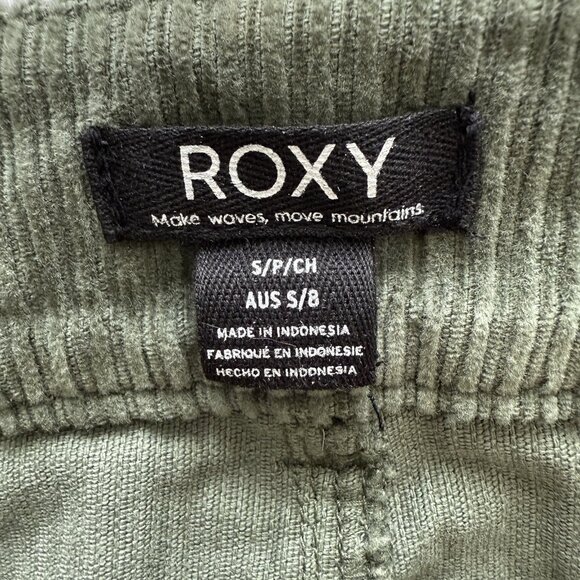 ROXY
Make waves, move mountains.
S/P/CH
AUS S/8
MADE IN INDONESIA
FABRIQUÉ EN INDONESIE
HECHO EN INDONESIA